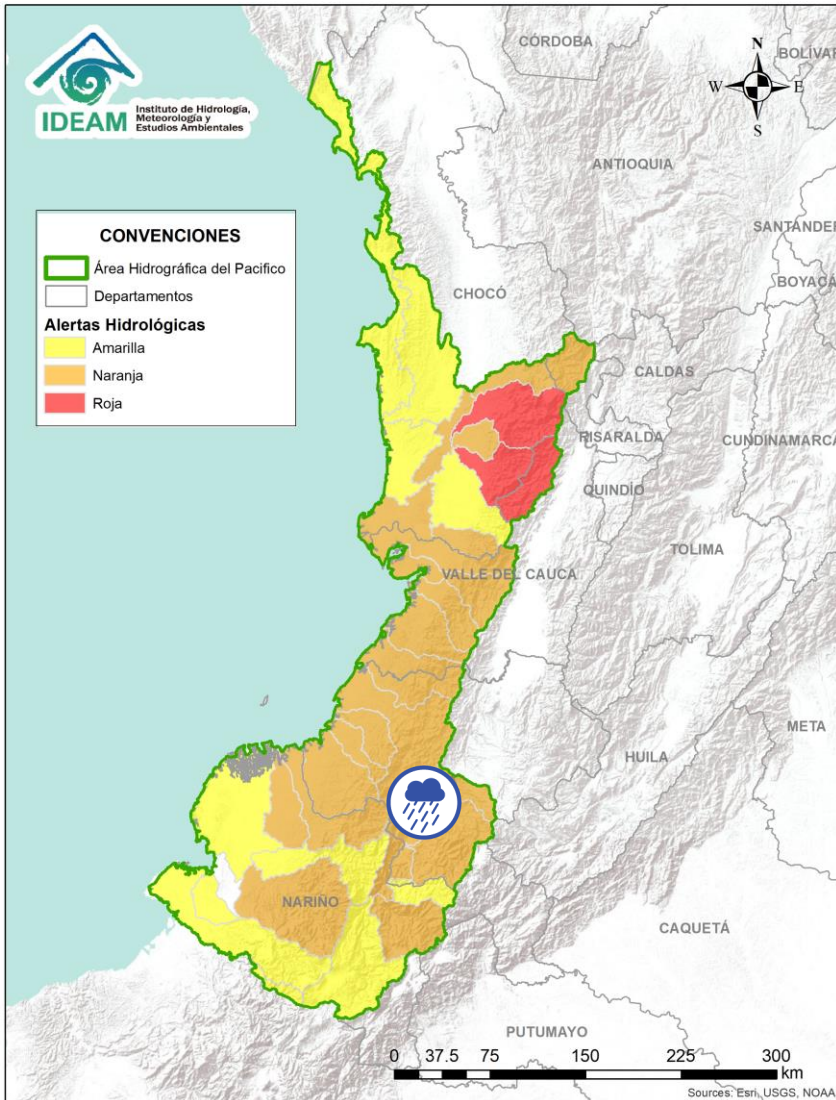 IDEAM
Instituto de Hidrología,
Meteorología y
Estudios Ambientales
CÓRDOBA
BOLÍVAR
N
W
E
S
ANTIOQUIA
SANTANDER
BOYACÁ
CONVENCIONES
Área Hidrográfica del Pacifico
Departamentos
Alertas Hidrológicas
Amarilla
Naranja
Roja
CHOCÓ
CALDAS
RISARALDA
CUNDINAMARCA
QUINDÍO
TOLIMA
VALLE DEL CAUCA
META
HUILA
NARIÑO
CAQUETÁ
PUTUMAYO
0 37.5 75 150 225 300
km
Sources: Esri, USGS, NOAA